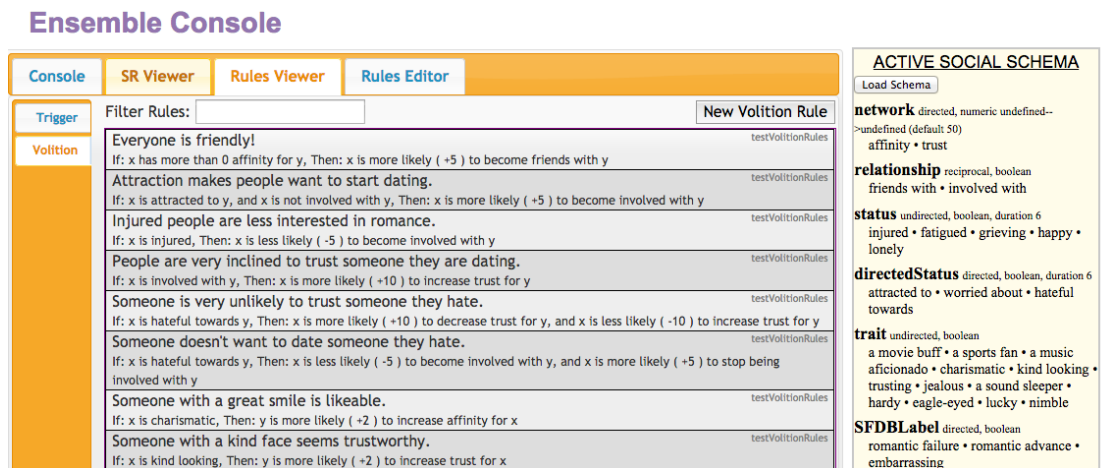 Ensemble Console
Console
SR Viewer
Rules Viewer
Rules Editor
Trigger
Volition
Filter Rules:
New Volition Rule
Everyone is friendly!
testVolitionRules
If: x has more than 0 affinity for y, Then: x is more likely ( +5 ) to become friends with y
Attraction makes people want to start dating.
testVolitionRules
If: x is attracted to y, and x is not involved with y, Then: x is more likely ( +5 ) to become involved with y
Injured people are less interested in romance.
testVolitionRules
If: x is injured, Then: x is less likely ( -5 ) to become involved with y
People are very inclined to trust someone they are dating.
testVolitionRules
If: x is involved with y, Then: x is more likely ( +10 ) to increase trust for y
Someone is very unlikely to trust someone they hate.
testVolitionRules
If: x is hateful towards y, Then: x is more likely ( +10 ) to decrease trust for y, and x is less likely ( -10 ) to increase trust for y
Someone doesn't want to date someone they hate.
testVolitionRules
If: x is hateful towards y, Then: x is less likely ( -5 ) to become involved with y, and x is more likely ( +5 ) to stop being
involved with y
Someone with a great smile is likeable.
testVolitionRules
If: x is charismatic, Then: y is more likely ( +2 ) to increase affinity for x
Someone with a kind face seems trustworthy.
testVolitionRules
If: x is kind looking, Then: y is more likely ( +2 ) to increase trust for x
ACTIVE SOCIAL SCHEMA
Load Schema
network directed, numeric undefined--
>undefined (default 50)
affinity • trust
relationship reciprocal, boolean
friends with • involved with
status undirected, boolean, duration 6
injured • fatigued • grieving • happy •
lonely
directedStatus directed, boolean, duration 6
attracted to • worried about • hateful
towards
trait undirected, boolean
a movie buff • a sports fan • a music
aficionado • charismatic • kind looking •
trusting • jealous • a sound sleeper •
hardy • eagle-eyed • lucky • nimble
SFDBLabel directed, boolean
romantic failure • romantic advance •
embarrassing